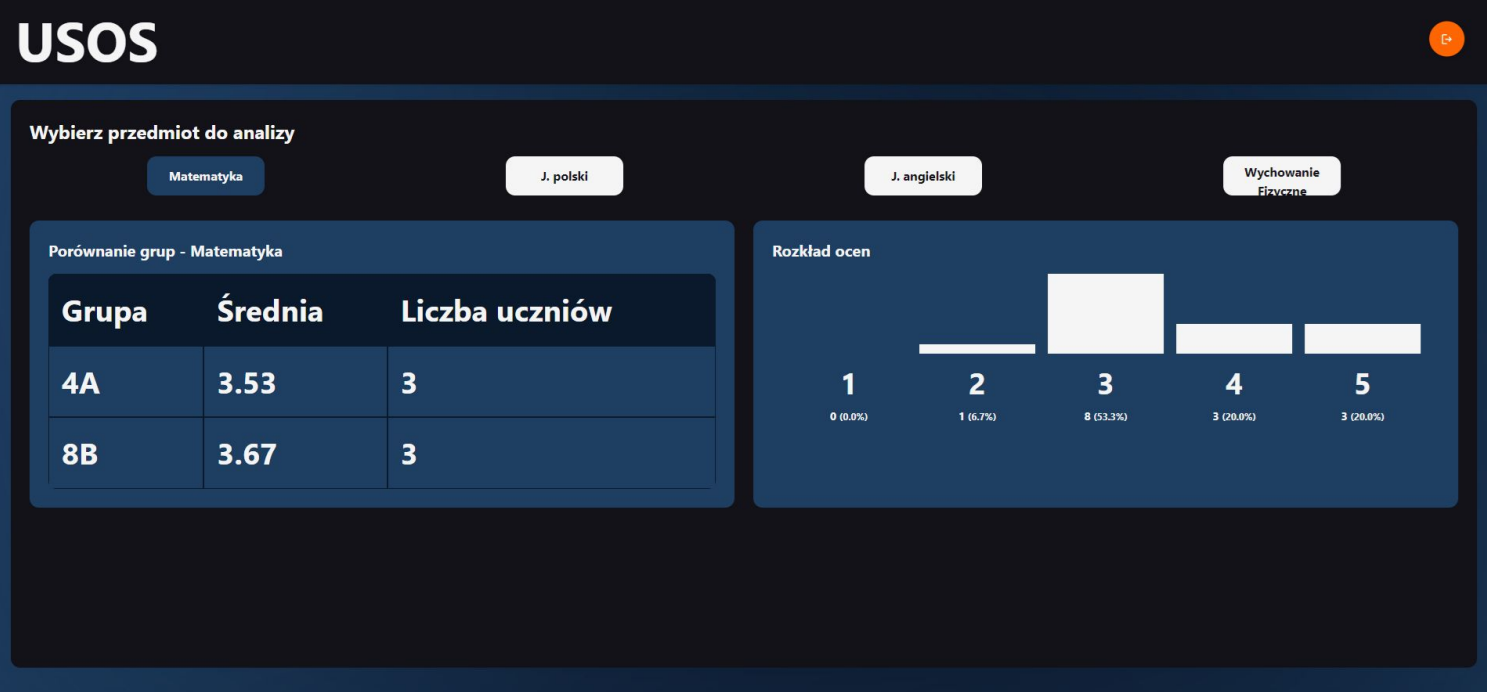 USOS
Wybierz przedmiot do analizy
Matematyka
J. polski
J. angielski
Wychowanie
Fizyczne
Porównanie grup - Matematyka
Grupa Średnia Liczba uczniów
4A 3.53 3
8B 3.67 3
Rozkład ocen
1 2 3 4 5
0 (0.0%) 1 (6.7%) 8 (53.3%) 3 (20.0%) 3 (20.0%)